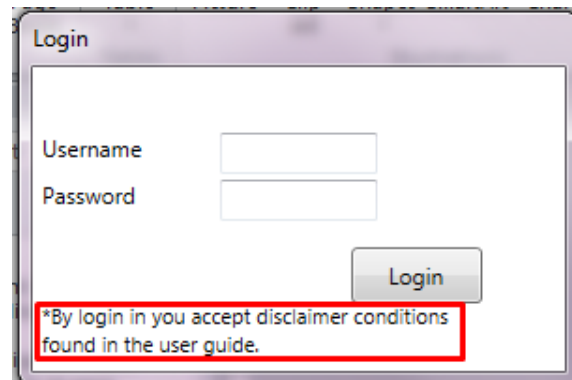 Login
Username
Password
Login
*By login in you accept disclaimer conditions
found in the user guide.